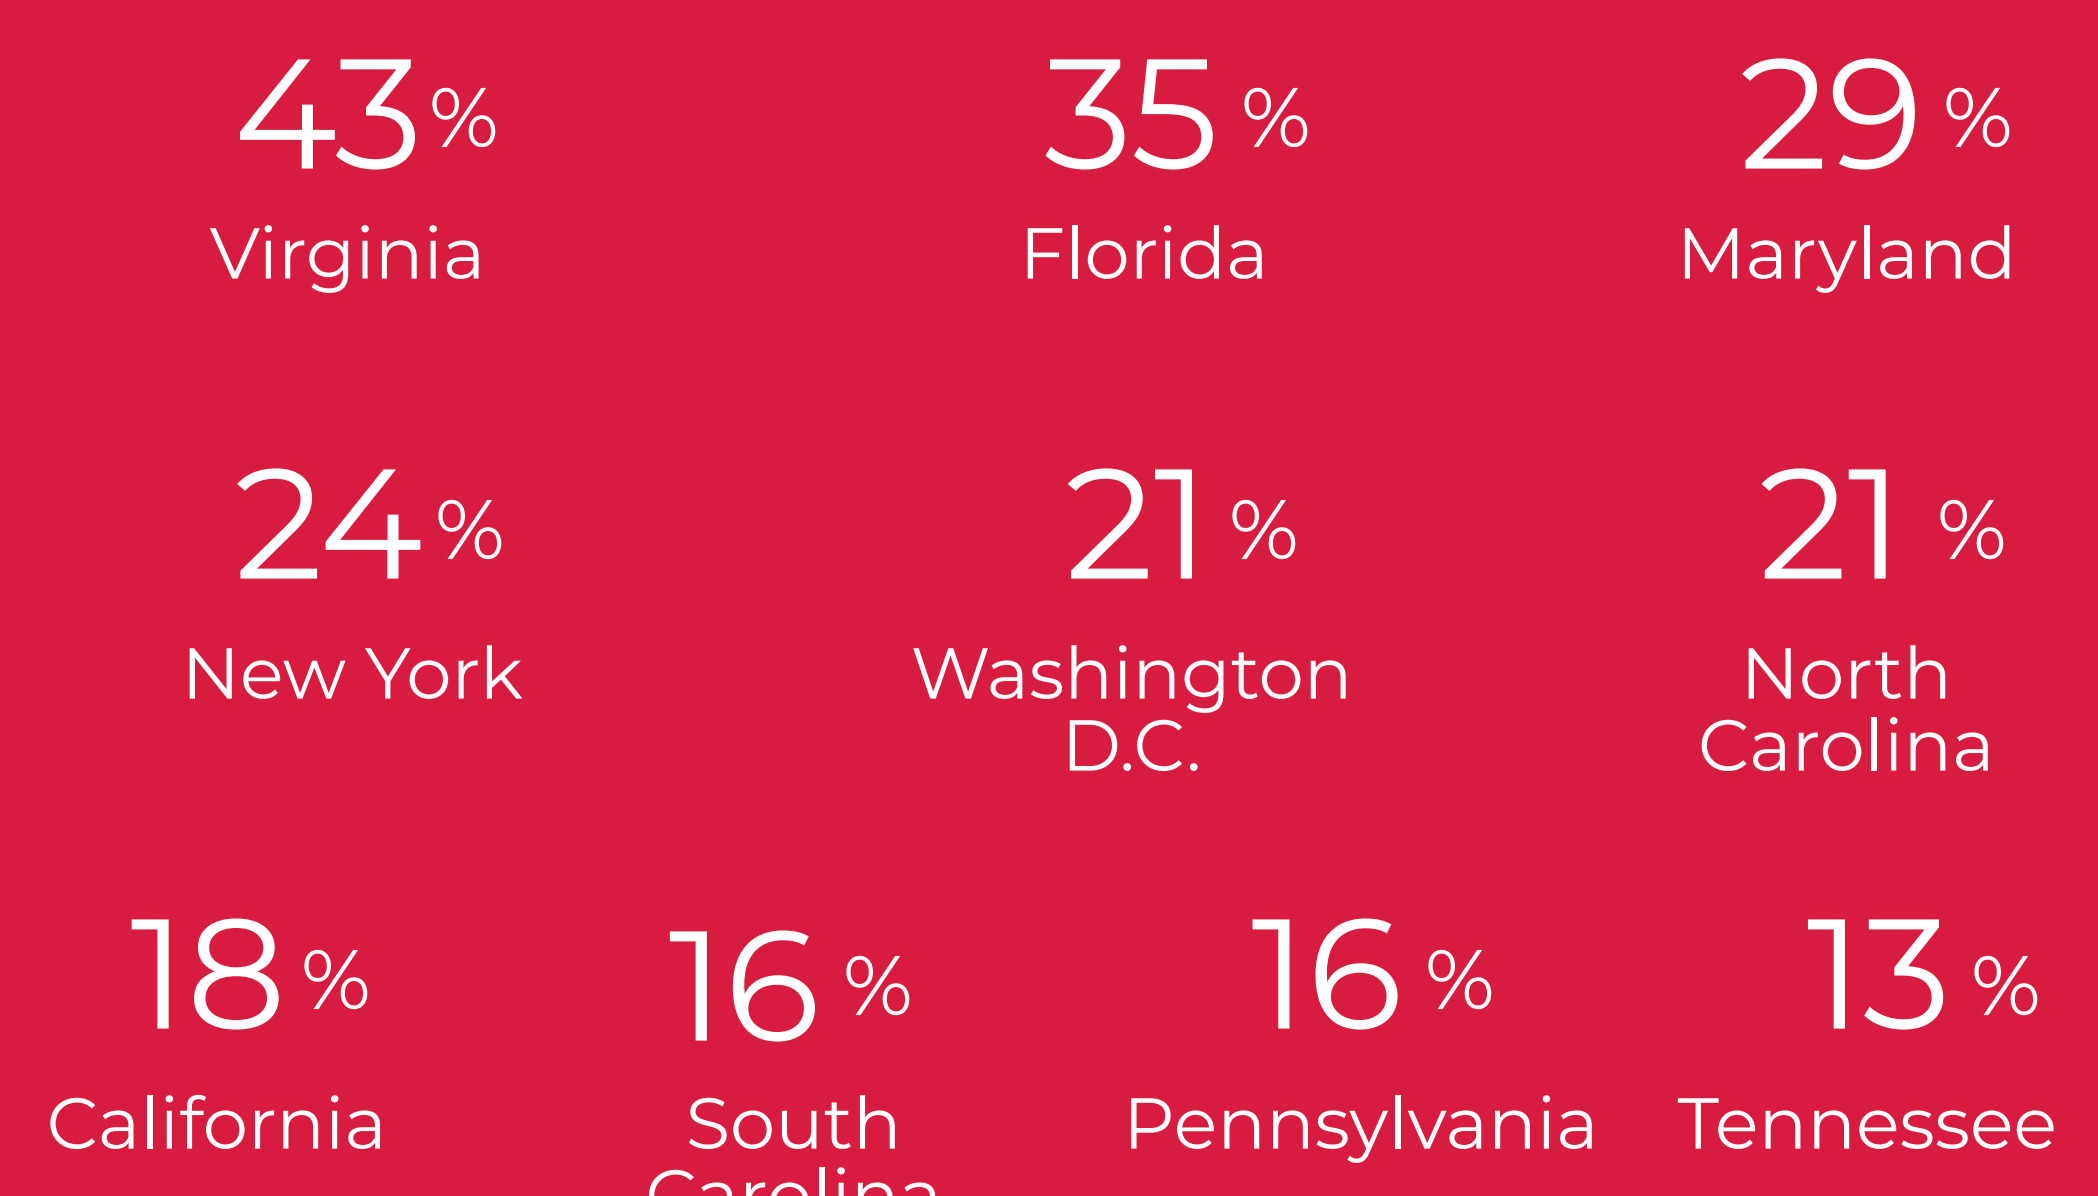 43 % 35 % 29 %
Virginia Florida Maryland
24 % 21 % 21 %
New York Washington North
D.C. Carolina
18 % 16 % 16 % 13 %
California South Pennsylvania Tennessee
Carolina